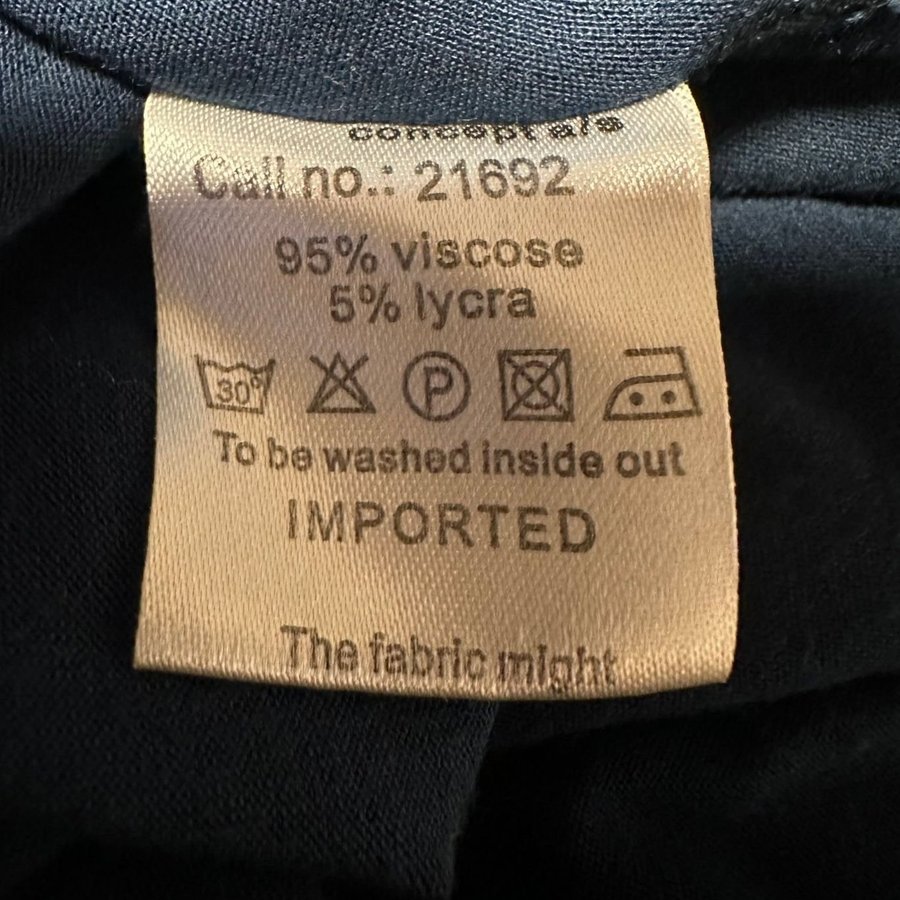 concept a/s
Call no.: 21692
95% viscose
5% lycra
30°
P
To be washed inside out
IMPORTED
The fabric might